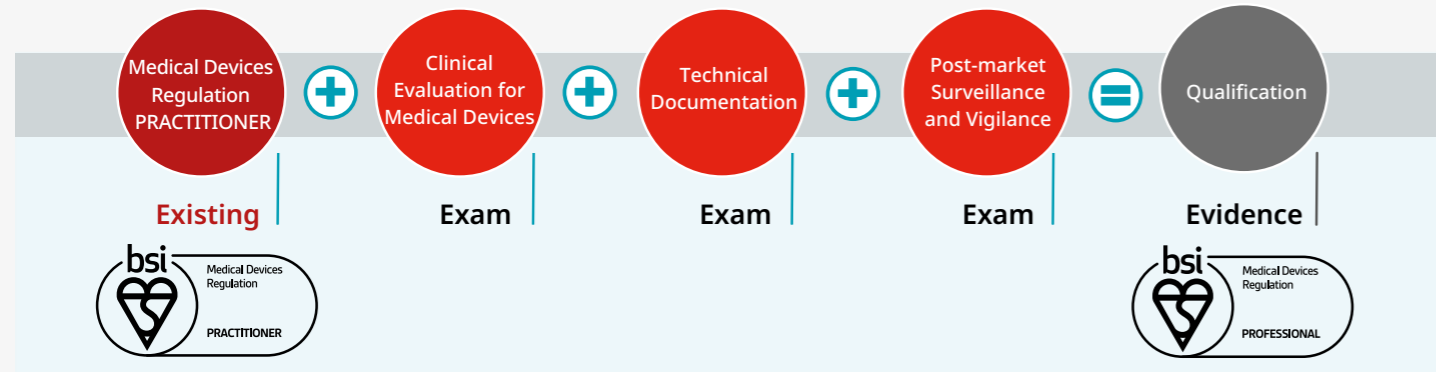 Medical Devices
Regulation
PRACTITIONER
Clinical
Evaluation for
Medical Devices
Technical
Documentation
Post-market
Surveillance
and Vigilance
Qualification
Existing
Exam
Exam
Exam
Evidence
bsi
Medical Devices
Regulation
PRACTITIONER
bsi
Medical Devices
Regulation
PROFESSIONAL